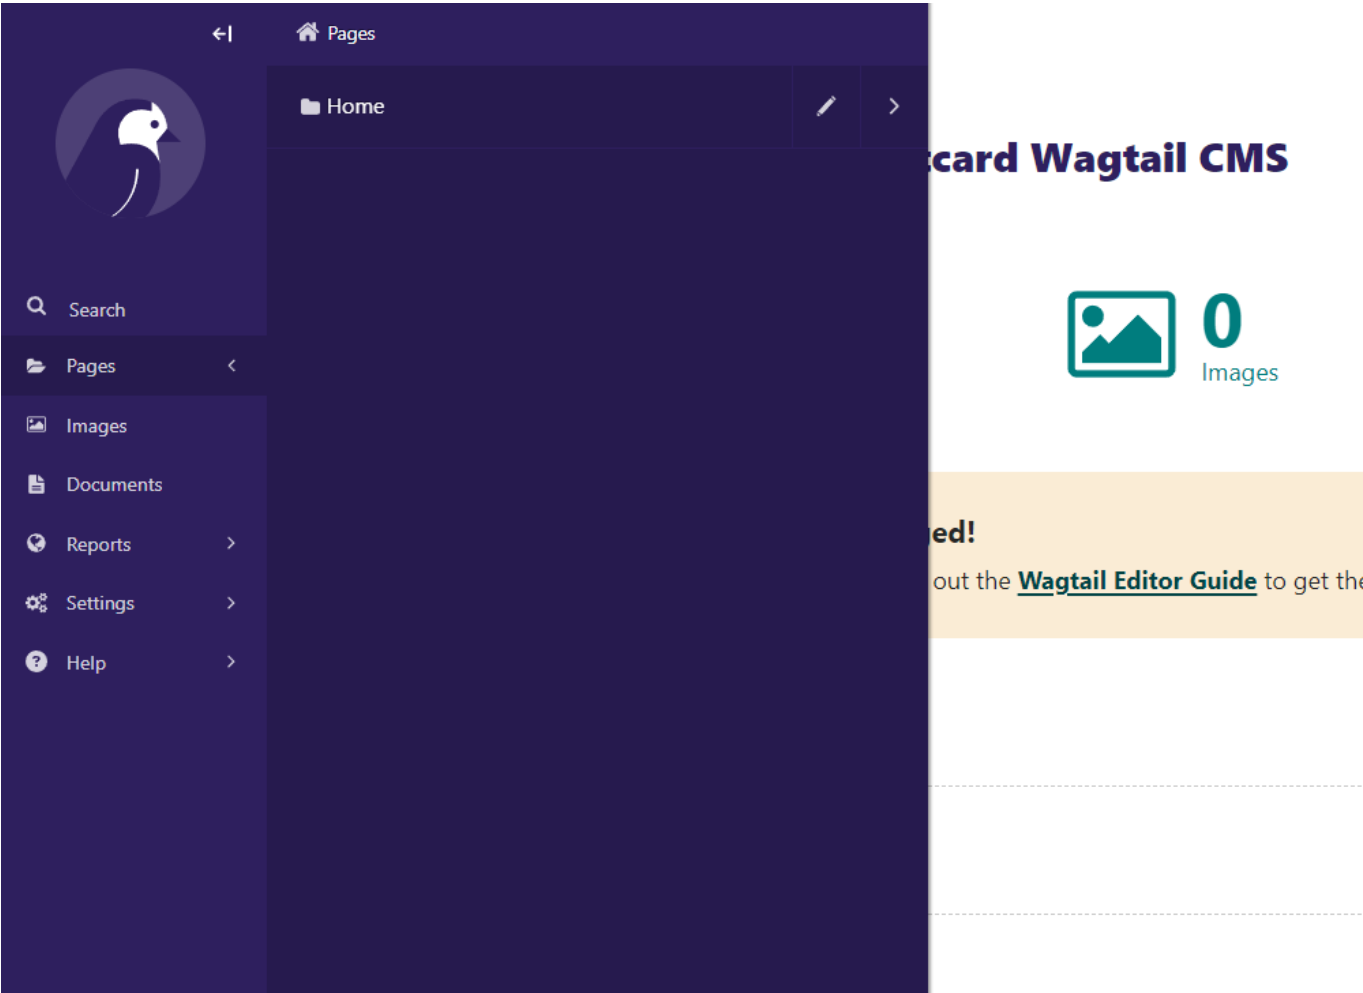 Pages
Home
Search
Pages
Images
Documents
Reports
Settings
Help
card Wagtail CMS
0
Images
ed!
out the Wagtail Editor Guide to get the